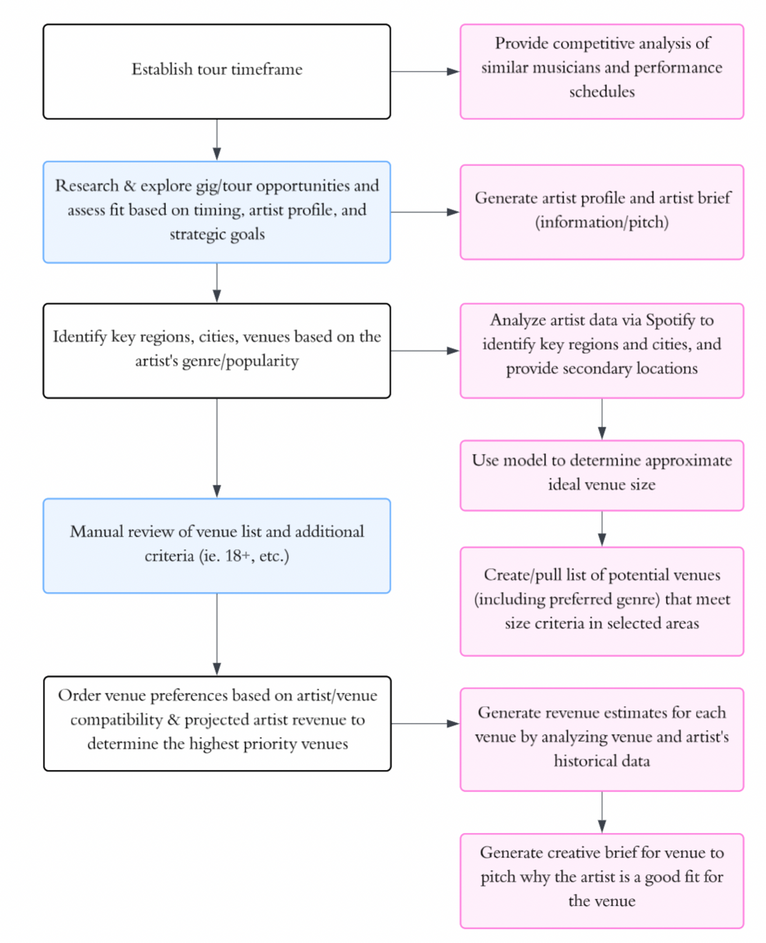 Establish tour timeframe
Provide competitive analysis of
similar musicians and performance
schedules
Research & explore gig/tour opportunities and
assess fit based on timing, artist profile, and
strategic goals
Generate artist profile and artist brief
(information/pitch)
Identify key regions, cities, venues based on the
artist's genre/popularity
Analyze artist data via Spotify to
identify key regions and cities, and
provide secondary locations
Use model to determine approximate
ideal venue size
Manual review of venue list and additional
criteria (ie. 18+, etc.)
Create/pull list of potential venues
(including preferred genre) that meet
size criteria in selected areas
Order venue preferences based on artist/venue
compatibility & projected artist revenue to
determine the highest priority venues
Generate revenue estimates for each
venue by analyzing venue and artist's
historical data
Generate creative brief for venue to
pitch why the artist is a good fit for
the venue